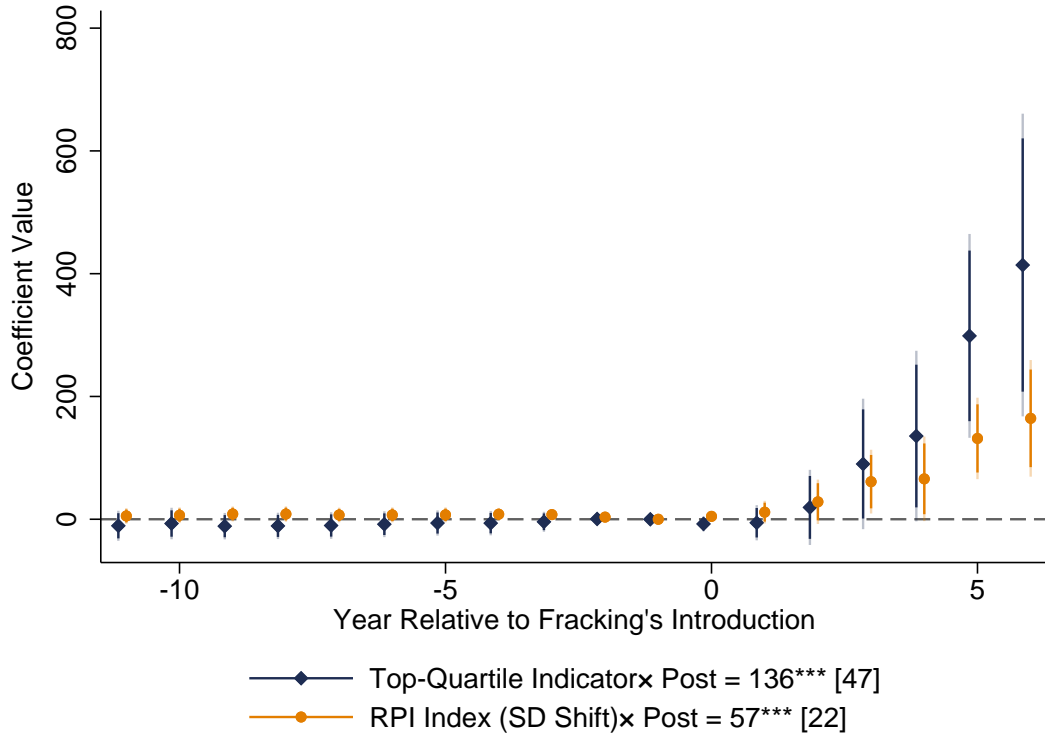 800
600
400
200
0
Coefficient Value
-10
-5
0
5
Year Relative to Fracking's Introduction
Top-Quartile Indicator× Post = 136*** [47]
RPI Index (SD Shift)× Post = 57*** [22]